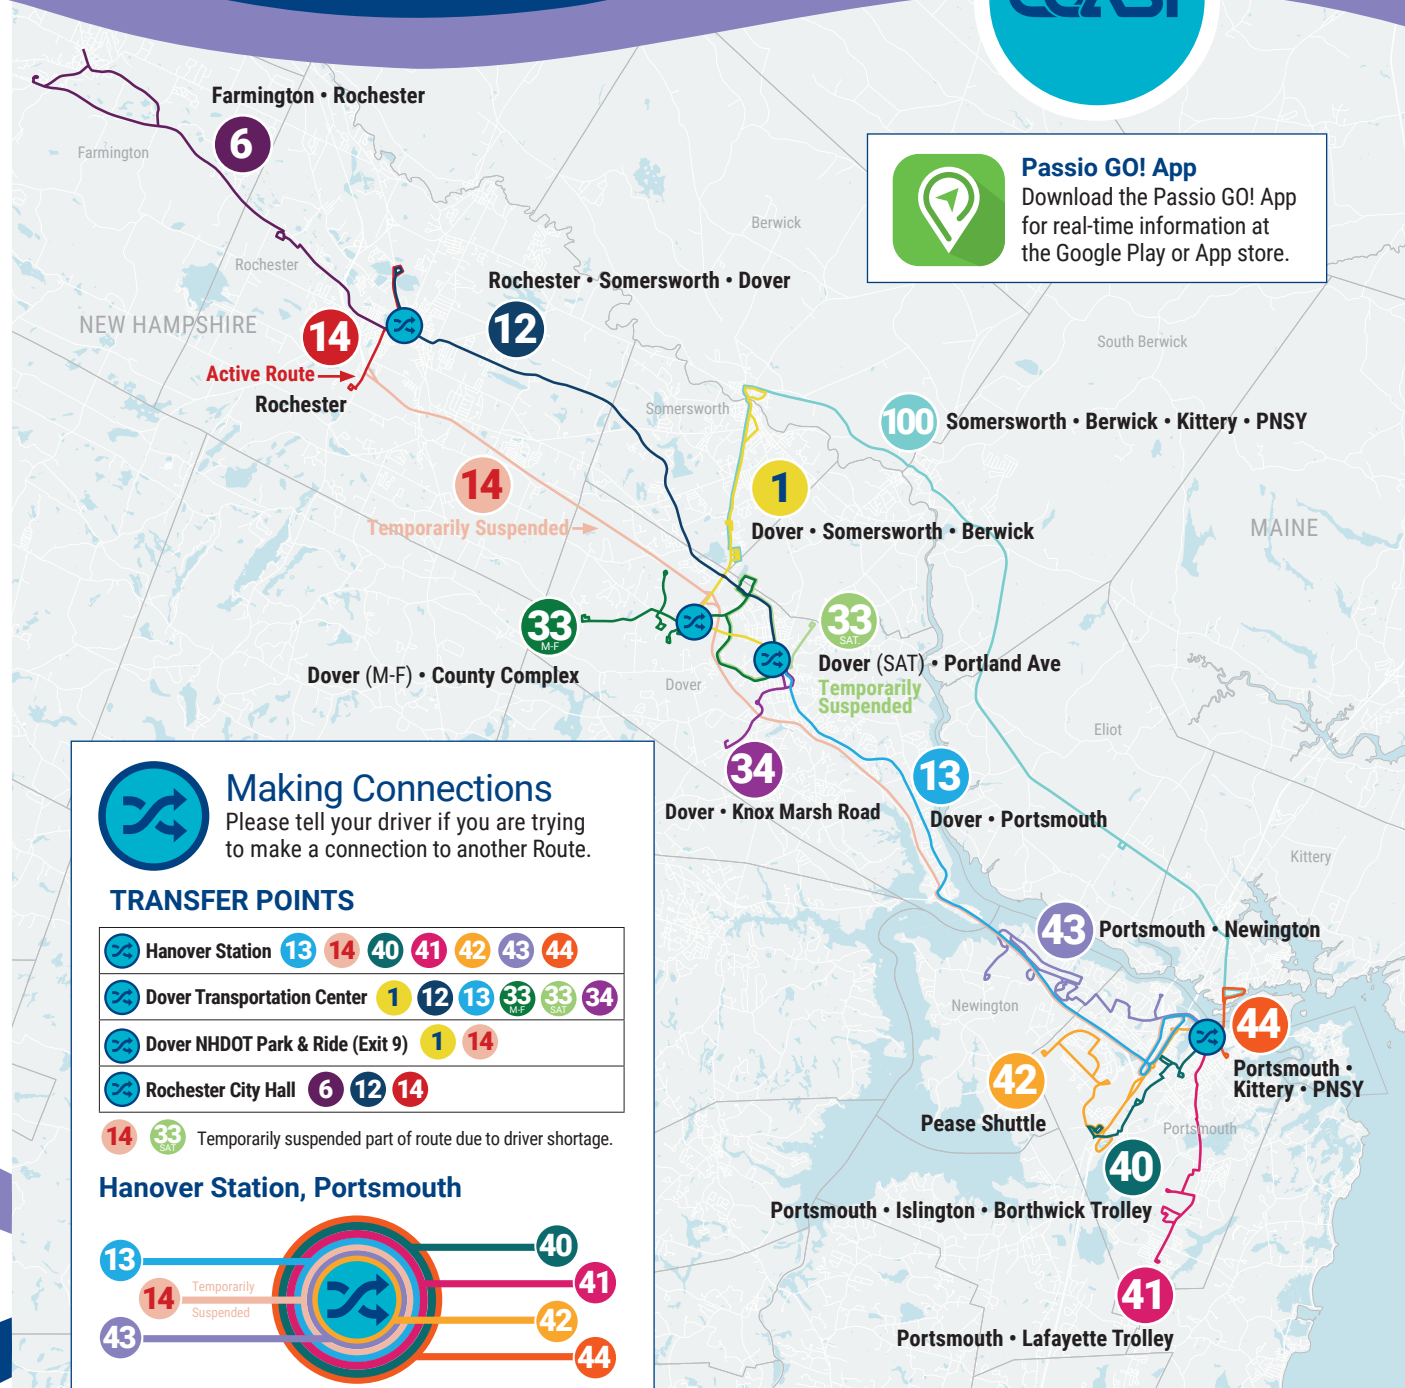 COAST
Farmington • Rochester
6
Farmington
Passio GO! App
Download the Passio GO! App
for real-time information at
the Google Play or App store.
Berwick
Rochester
Rochester • Somersworth • Dover
NEW HAMPSHIRE
14
12
South Berwick
Active Route
Rochester
Somersworth
100 Somersworth • Berwick • Kittery • PNSY
14
1
Temporarily Suspended
Dover • Somersworth • Berwick
MAINE
33
M-F
33
SAT.
Dover (M-F) • County Complex
Dover (SAT) • Portland Ave
Temporarily
Suspended
Dover
Eliot
34
13
Dover • Knox Marsh Road
Dover • Portsmouth
Kittery
43 Portsmouth • Newington
Newington
44
Portsmouth •
Kittery • PNSY
42
Pease Shuttle
Portsmouth
40
Portsmouth • Islington • Borthwick Trolley
41
Portsmouth • Lafayette Trolley
Making Connections
Please tell your driver if you are trying
to make a connection to another Route.
TRANSFER POINTS
Hanover Station 13 14 40 41 42 43 44
Dover Transportation Center 1 12 13 33 M-F 33 SAT 34
Dover NHDOT Park & Ride (Exit 9) 1 14
Rochester City Hall 6 12 14
14 33 SAT Temporarily suspended part of route due to driver shortage.
Hanover Station, Portsmouth
13
40
14 Temporarily
Suspended
41
43
42
44